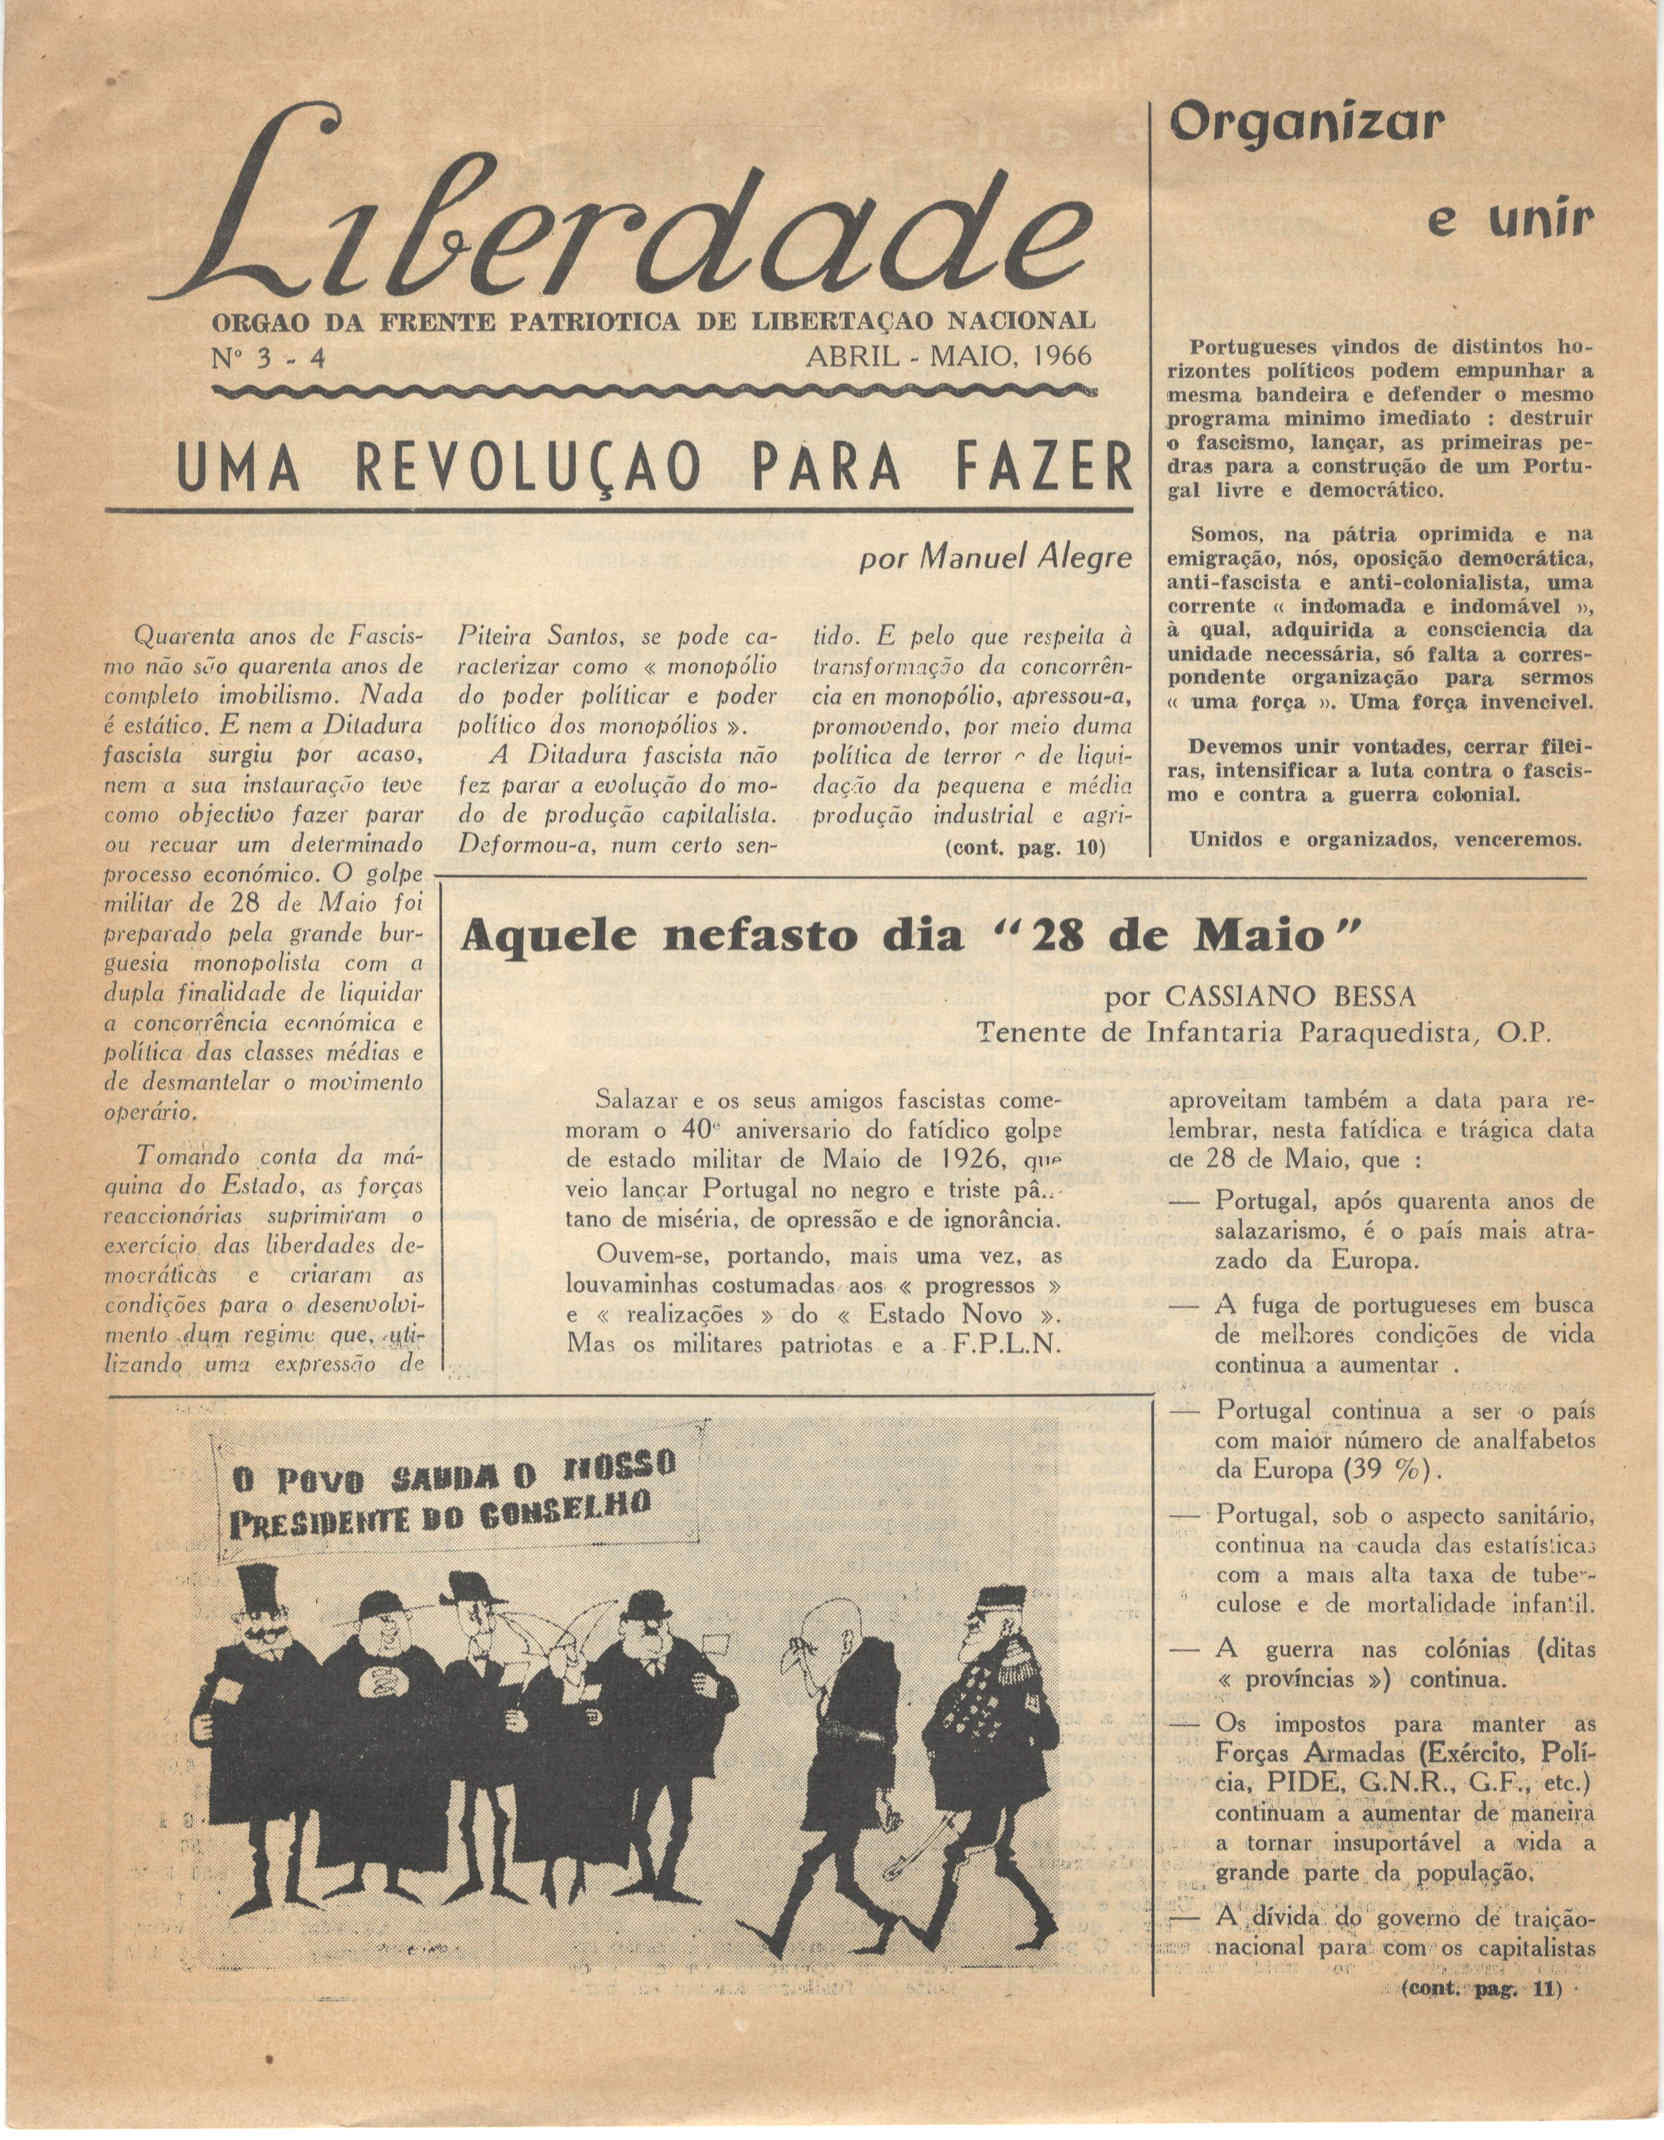 Liberdade
ORGAO DA FRENTE PATRIOTICA DE LIBERTAÇAO NACIONAL
Nº 3 - 4
ABRIL - MAIO, 1966
UMA REVOLUÇAO PARA FAZER
por Manuel Alegre
Quarenta anos de Fascis-
mo não são quarenta anos de
completo imobilismo. Nada
é estático. E nem a Ditadura
fascista surgiu por acaso,
nem a sua instauração teve
como objectivo fazer parar
ou recuar um determinado
processo económico. O golpe
militar de 28 de Maio foi
preparado pela grande bur-
guesia monopolista com a
dupla finalidade de liquidar
a concorrência económica e
política das classes médias e
de desmantelar o movimento
operário.
Tomando conta da má-
quina do Estado, as forças
reaccionárias suprimiram o
exercício das liberdades de-
mocráticas e criaram as
condições para o desenvolvi-
mento dum regime que, uti-
lizando uma expressão de
Piteira Santos, se pode ca-
racterizar como « monopólio
do poder políticar e poder
político dos monopólios ».
A Ditadura fascista não
fez parar a evolução do mo-
do de produção capitalista.
Deformou-a, num certo sen-
tido. E pelo que respeita à
transformação da concorrên-
cia en monopólio, apressou-a,
promovendo, por meio duma
política de terror e de liqui-
dação da pequena e média
produção industrial e agri-
(cont. pag. 10)
Organizar
e unir
Portugueses vindos de distintos ho-
rizontes políticos podem empunhar a
mesma bandeira e defender o mesmo
programa minimo imediato : destruir
o fascismo, lançar, as primeiras pe-
dras para a construção de um Portu-
gal livre e democrático.
Somos, na pátria oprimida e na
emigração, nós, oposição democrática,
anti-fascista e anti-colonialista, uma
corrente « indomada e indomável »,
à qual, adquirida a consciencia da
unidade necessária, só falta a corres-
pondente organização para sermos
« uma força ». Uma força invencivel.
Devemos unir vontades, cerrar filei-
ras, intensificar a luta contra o fascis-
mo e contra a guerra colonial.
Unidos e organizados, venceremos.
Aquele nefasto dia “28 de Maio”
por CASSIANO BESSA
Tenente de Infantaria Paraquedista, O.P.
Salazar e os seus amigos fascistas come-
moram o 40º aniversario do fatídico golpe
de estado militar de Maio de 1926, que
veio lançar Portugal no negro e triste pâ..
tano de miséria, de opressão e de ignorância.
Ouvem-se, portando, mais uma vez, as
louvaminhas costumadas aos « progressos »
e « realizações » do « Estado Novo ».
Mas os militares patriotas e a F.P.L.N.
aproveitam também a data para re-
lembrar, nesta fatídica e trágica data
de 28 de Maio, que :
— Portugal, após quarenta anos de
salazarismo, é o país mais atra-
zado da Europa.
— A fuga de portugueses em busca
de melhores condições de vida
continua a aumentar .
— Portugal continua a ser o país
com maior número de analfabetos
da Europa (39 %).
— Portugal, sob o aspecto sanitário,
continua na cauda das estatísticas
com a mais alta taxa de tuber-
culose e de mortalidade infantil.
— A guerra nas colónias (ditas
« províncias ») continua.
— Os impostos para manter as
Forças Armadas (Exército, Polí-
cia, PIDE, G.N.R., G.F., etc.)
continuam a aumentar de maneira
a tornar insuportável a vida a
grande parte da população.
— A dívida do governo de traição-
nacional para com os capitalistas
(cont. pag. 11)
O POVO SAUDA O NOSSO
PRESIDENTE DO CONSELHO